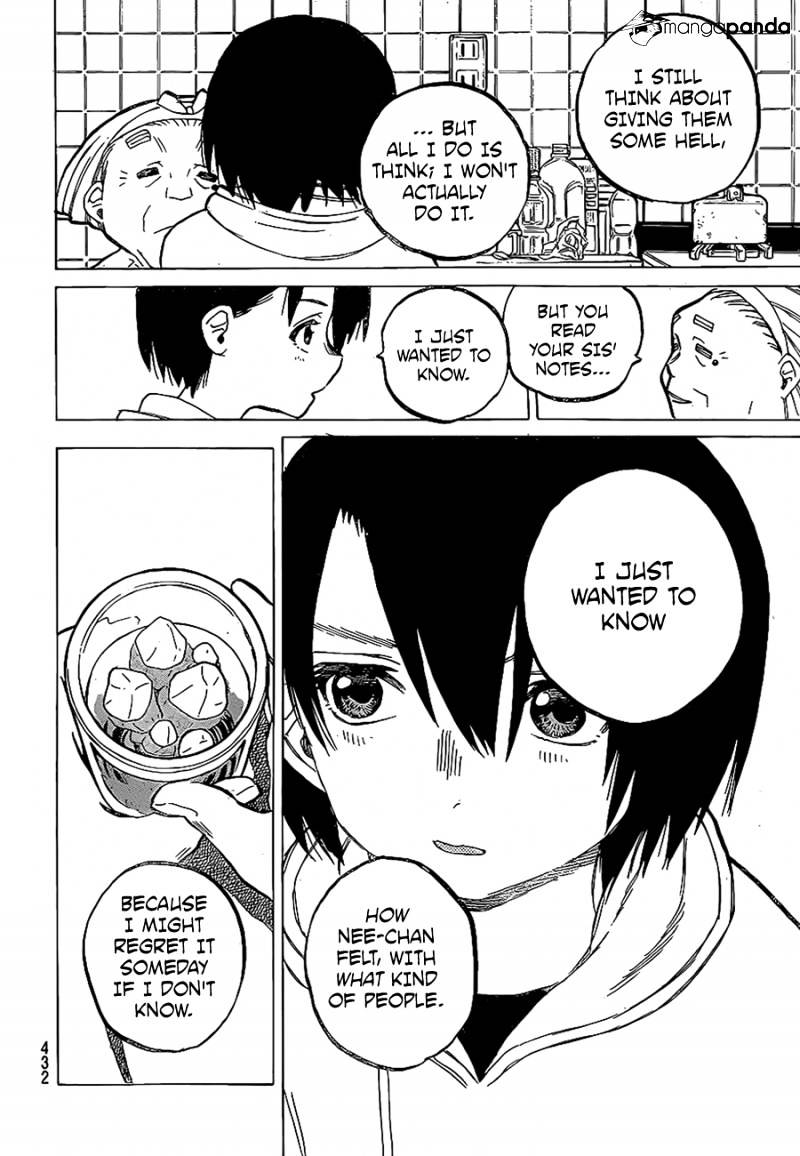 mangapanda
I STILL
THINK ABOUT
GIVING THEM
SOME HELL,
... BUT
ALL I DO IS
THINK; I WON'T
ACTUALLY
DO IT.
BUT YOU
READ
YOUR SIS'
NOTES...
I JUST
WANTED TO
KNOW.
I JUST
WANTED TO
KNOW
HOW
NEE-CHAN
FELT, WITH
WHAT KIND
OF PEOPLE.
BECAUSE
I MIGHT
REGRET IT
SOMEDAY
IF I DON'T
KNOW.
432